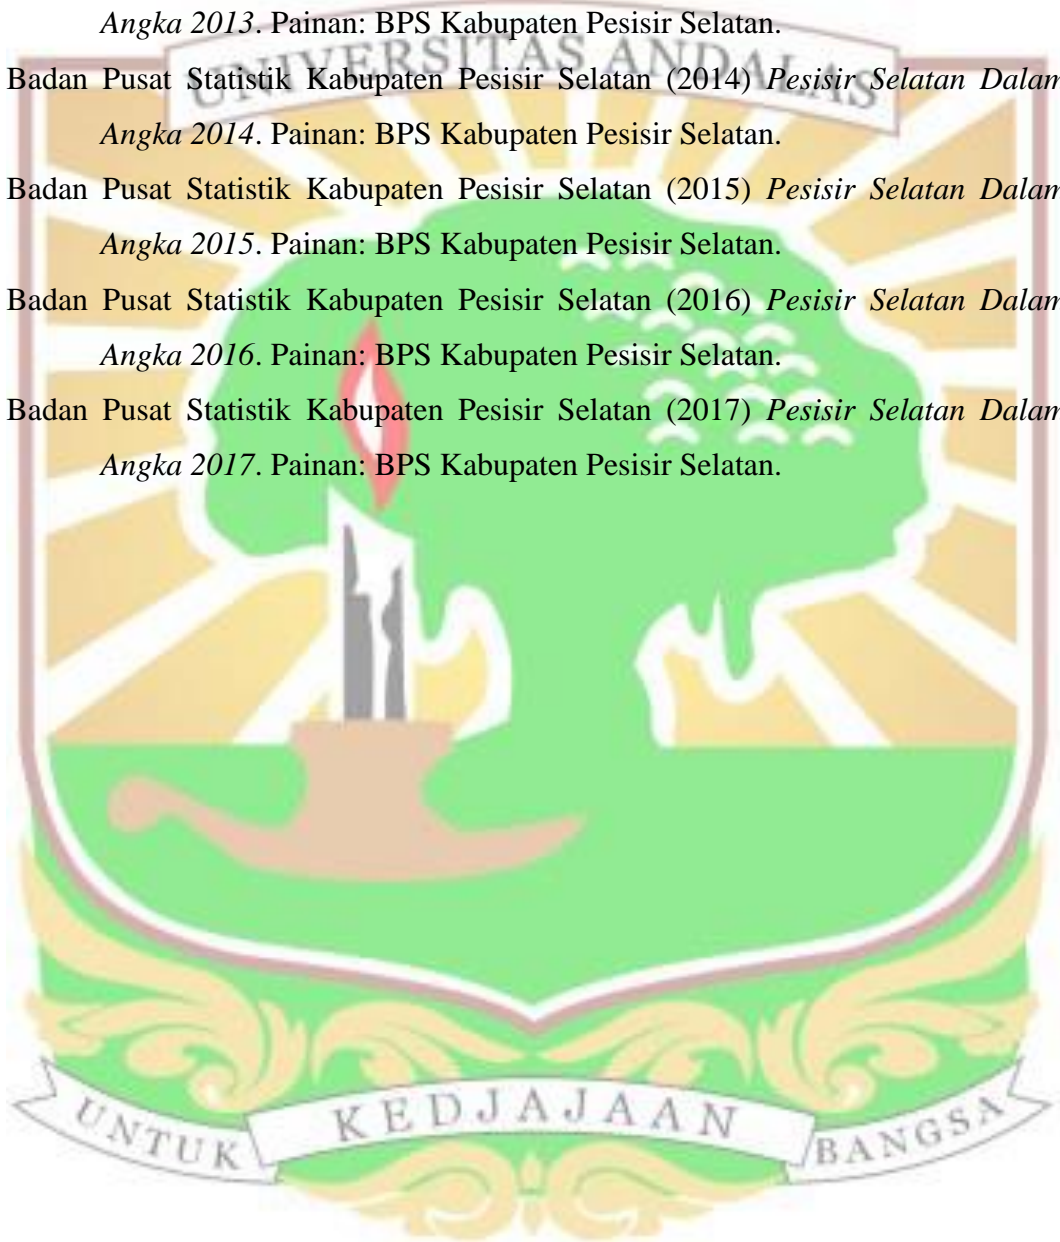 Angka 2013. Painan: BPS Kabupaten Pesisir Selatan.
UNIVERSITAS ANDALAS
Badan Pusat Statistik Kabupaten Pesisir Selatan (2014) Pesisir Selatan Dalam
Angka 2014. Painan: BPS Kabupaten Pesisir Selatan.
Badan Pusat Statistik Kabupaten Pesisir Selatan (2015) Pesisir Selatan Dalam
Angka 2015. Painan: BPS Kabupaten Pesisir Selatan.
Badan Pusat Statistik Kabupaten Pesisir Selatan (2016) Pesisir Selatan Dalam
Angka 2016. Painan: BPS Kabupaten Pesisir Selatan.
Badan Pusat Statistik Kabupaten Pesisir Selatan (2017) Pesisir Selatan Dalam
Angka 2017. Painan: BPS Kabupaten Pesisir Selatan.
UNTUK KEDJAJAAN BANGSA